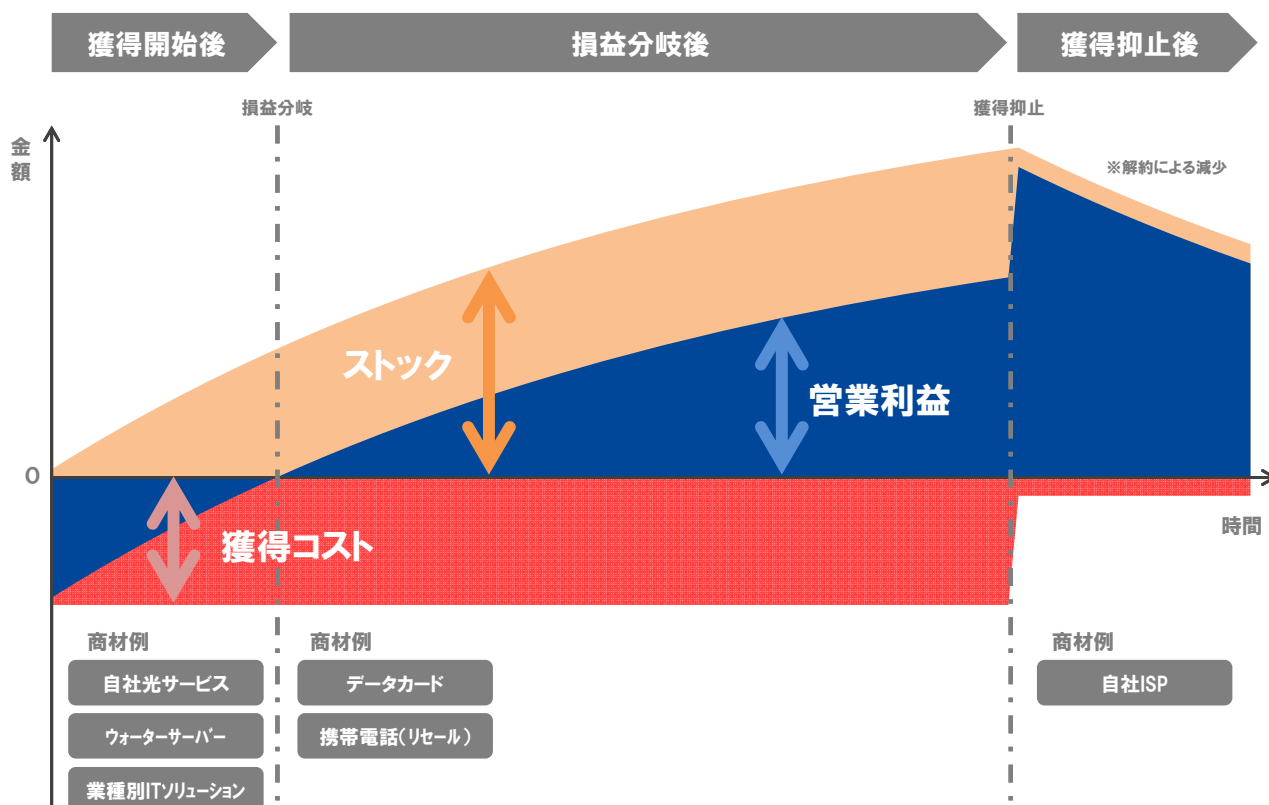 獲得開始後
損益分岐後
獲得抑止後
損益分岐
獲得抑止
金額
※解約による減少
ストック
営業利益
0
獲得コスト
時間
商材例
自社光サービス
ウォーターサーバー
業種別ITソリューション
商材例
データカード
携帯電話(リセール)
商材例
自社ISP